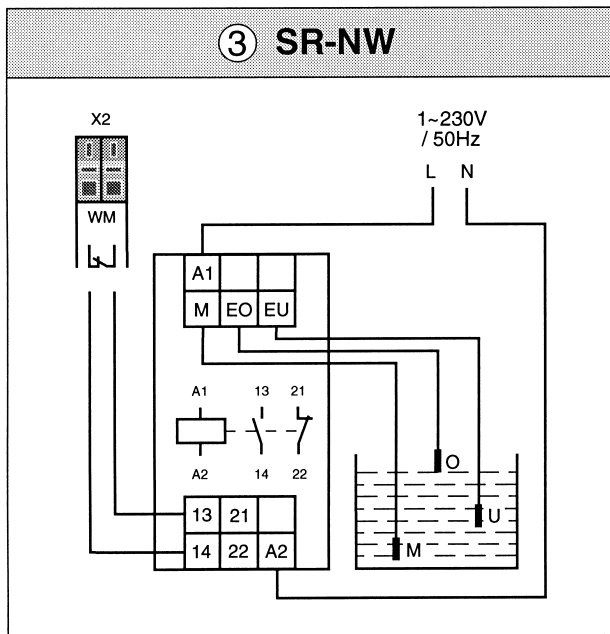 3 SR-NW
X2
1~230V
/ 50Hz
L N
WM
A1
M EO EU
A1 13 21
A2 14 22
O
U
M
13 21
14 22 A2